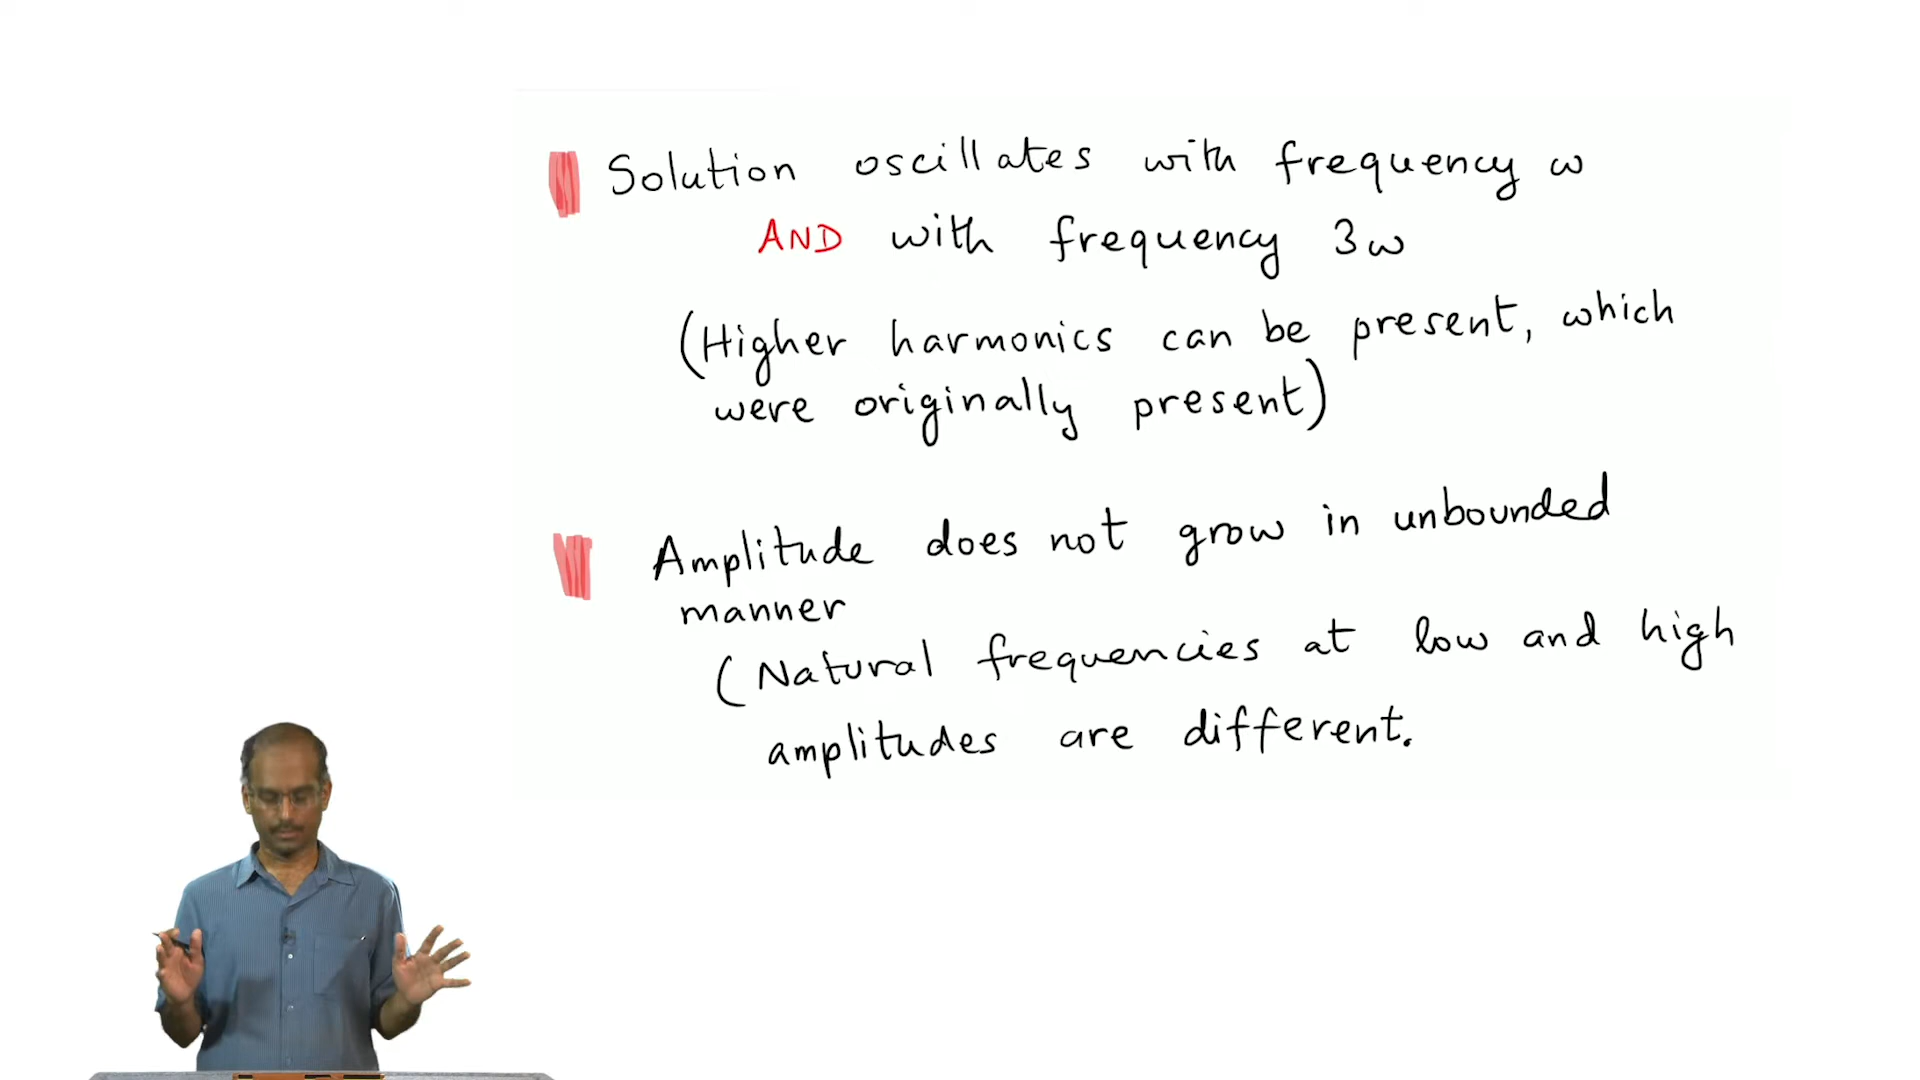 Solution oscillates with frequency ω
AND with frequency 3ω
(Higher harmonics can be present, which
were originally present)
Amplitude does not grow in unbounded
manner
(Natural frequencies at low and high
amplitudes are different.